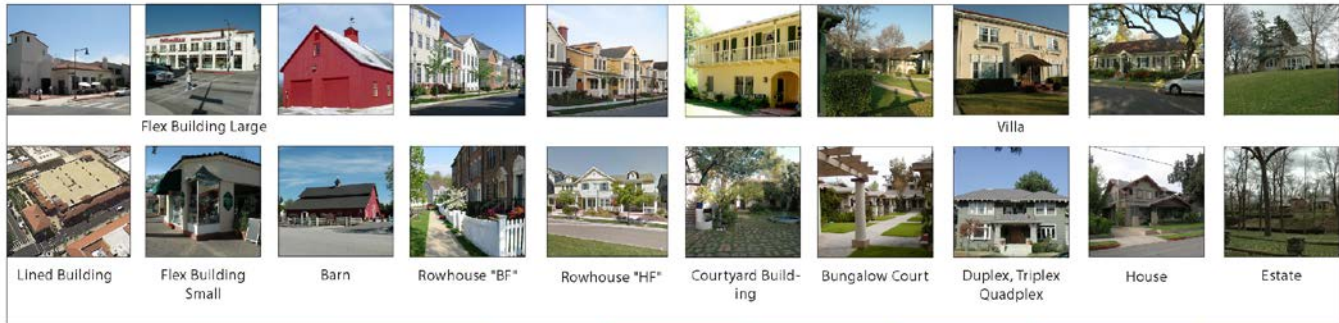 Flex Building Large
Villa
Lined Building
Flex Building
Small
Barn
Rowhouse "BF"
Rowhouse "HF"
Courtyard Build-
ing
Bungalow Court
Duplex, Triplex
Quadplex
House
Estate